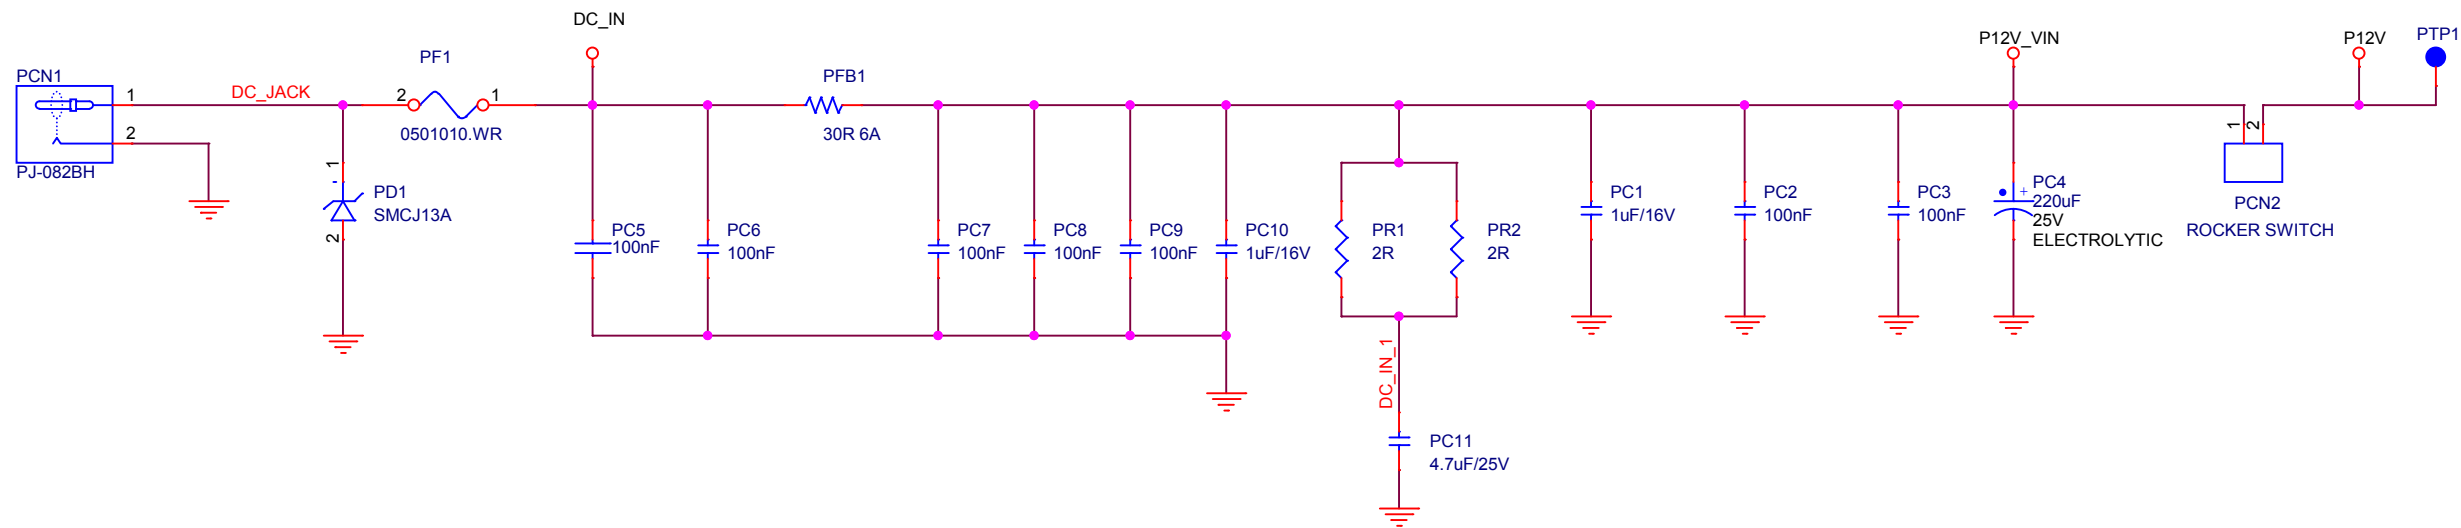 DC_IN
P12V_VIN
P12V
PTP1
PF1
PCN1
PFB1
1
DC_JACK
2
1
0501010.WR
30R 6A
2
PJ-082BH
1
2
PCN2
ROCKER SWITCH
1
-
PD1
SMCJ13A
2
PC5
100nF
PC6
100nF
PC7
100nF
PC8
100nF
PC9
100nF
PC10
1uF/16V
PR1
2R
PR2
2R
PC1
1uF/16V
PC2
100nF
PC3
100nF
+
PC4
220uF
25V
ELECTROLYTIC
DC_IN_1
PC11
4.7uF/25V